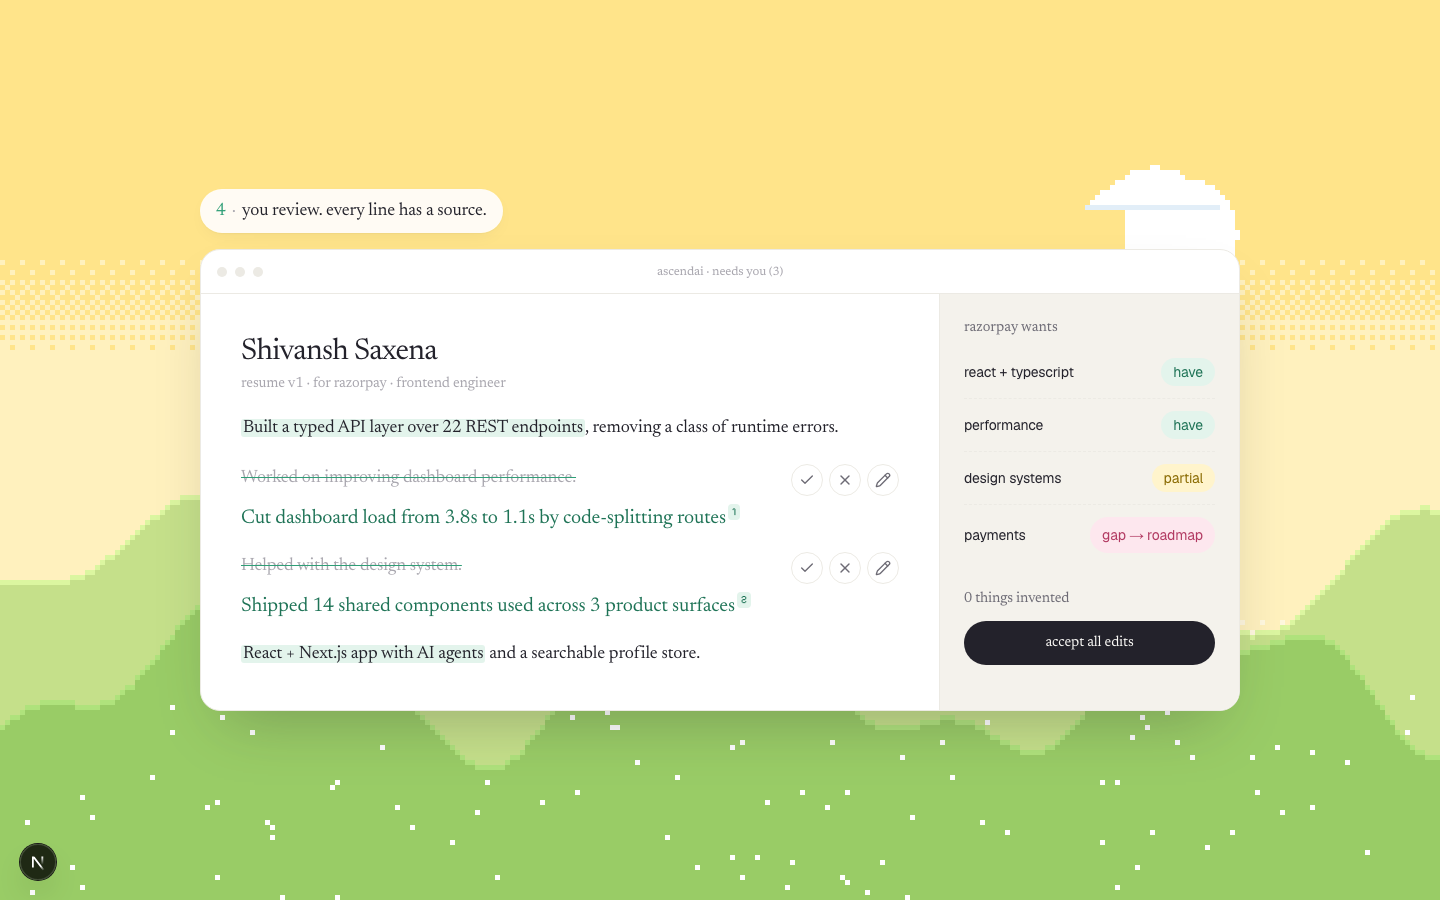 4 · you review. every line has a source.
ascendai · needs you (3)
Shivansh Saxena
resume v1 · for razorpay · frontend engineer
Built a typed API layer over 22 REST endpoints, removing a class of runtime errors.
Worked on improving dashboard performance.
Cut dashboard load from 3.8s to 1.1s by code-splitting routes 1
Helped with the design system.
Shipped 14 shared components used across 3 product surfaces 2
React + Next.js app with AI agents and a searchable profile store.
razorpay wants
react + typescript have
performance have
design systems partial
payments gap → roadmap
0 things invented
accept all edits
N